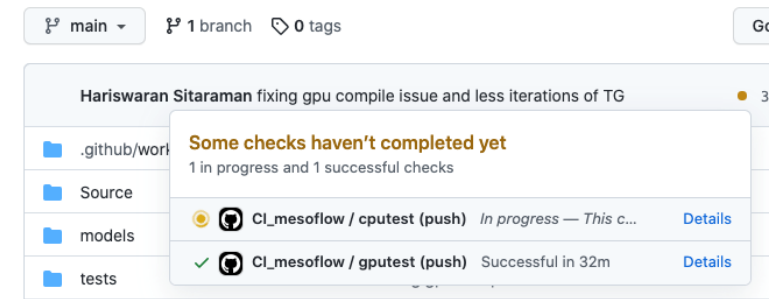 main 1 branch 0 tags Go
Hariswaran Sitaraman fixing gpu compile issue and less iterations of TG 3
Some checks haven't completed yet
1 in progress and 1 successful checks
.github/work
Source
CI_mesoflow / cputest (push) In progress — This c... Details
models
CI_mesoflow / gputest (push) Successful in 32m Details
tests